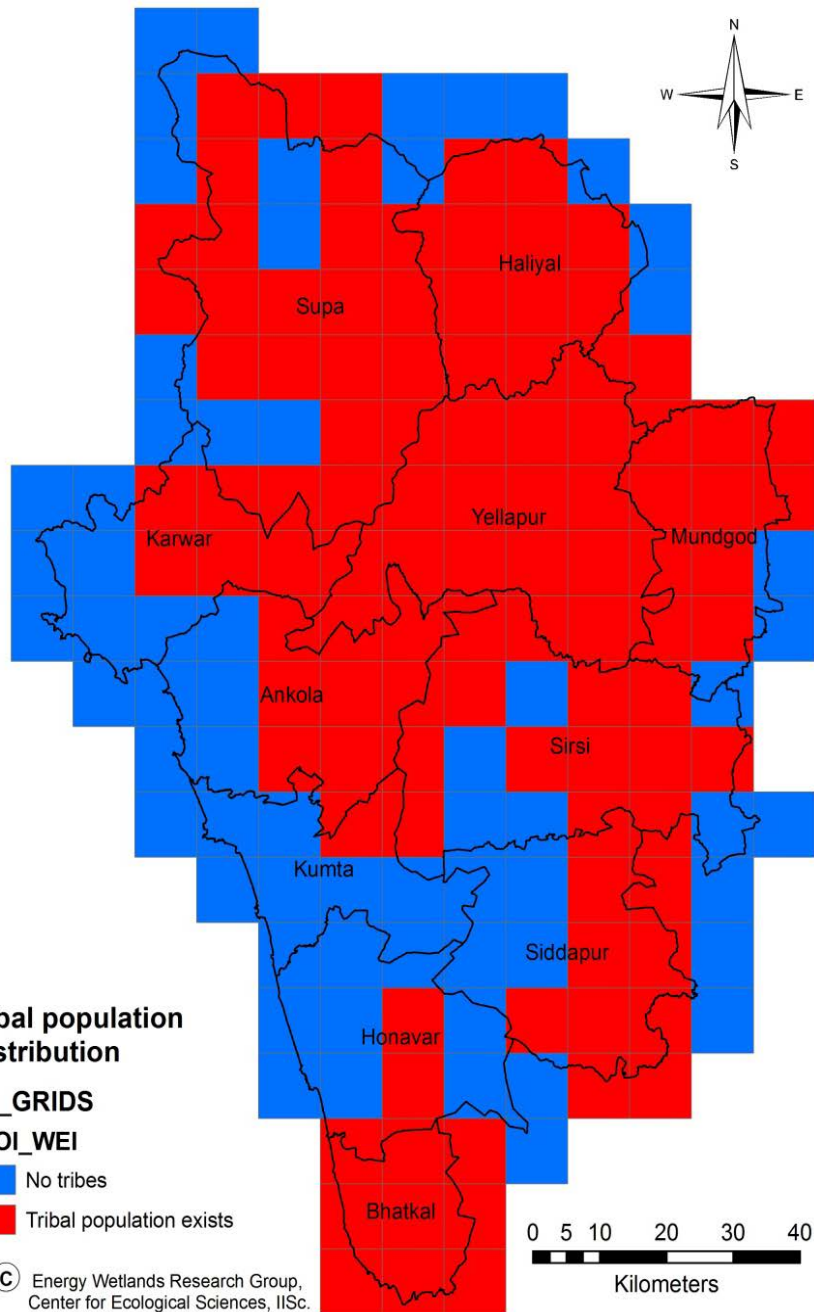 N
W E
S
Haliyal
Supa
Yellapur
Karwar
Mundgod
Ankola
Sirsi
Kumta
Siddapur
bal population
stribution
Honavar
_GRIDS
OI_WEI
No tribes
Tribal population exists
Bhatkal
0 5 10 20 30 40
Kilometers
C Energy Wetlands Research Group,
Center for Ecological Sciences, IISc.